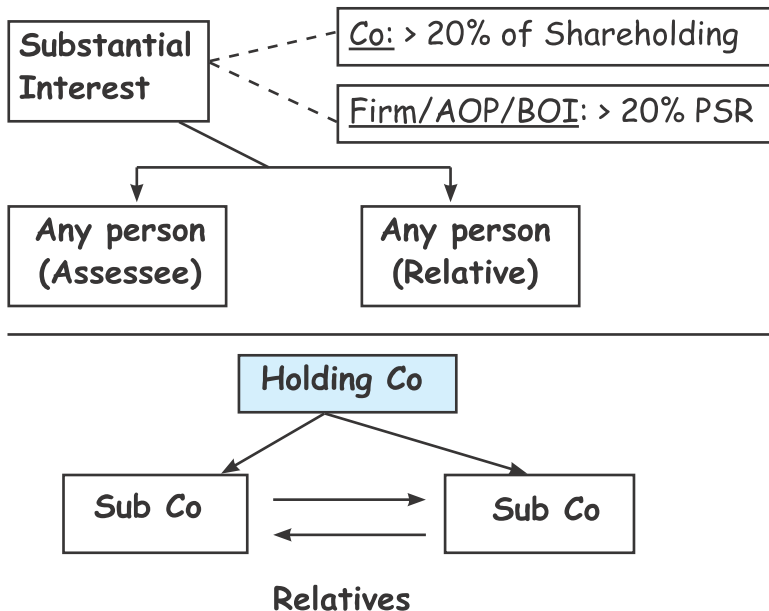 Substantial
Interest
Co: > 20% of Shareholding
Firm/AOP/BOI: > 20% PSR
Any person
(Assessee)
Any person
(Relative)
Holding Co
Sub Co
Sub Co
Relatives